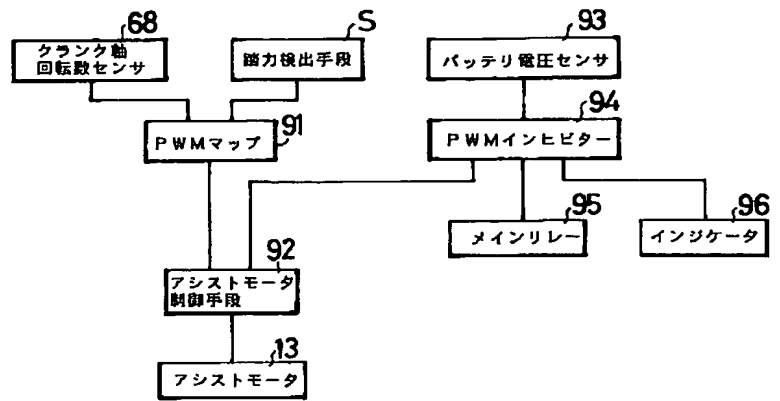 68
クランク軸
回転数センサ
S
踏力検出手段
93
バッテリ電圧センサ
91
PWMマップ
94
PWMインヒビター
95
メインリレー
96
インジケータ
92
アシストモータ
制御手段
13
アシストモータ